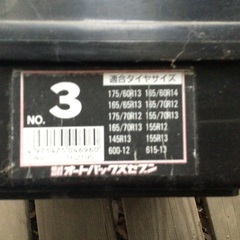 NO. 3
適合タイヤサイズ
175/60R13 165/60R14
165/65R13 165/70R12
175/70R12 155/70R13
165/70R13 155R12
145R13 155R13
600-12 615-13
オートバックスセブン